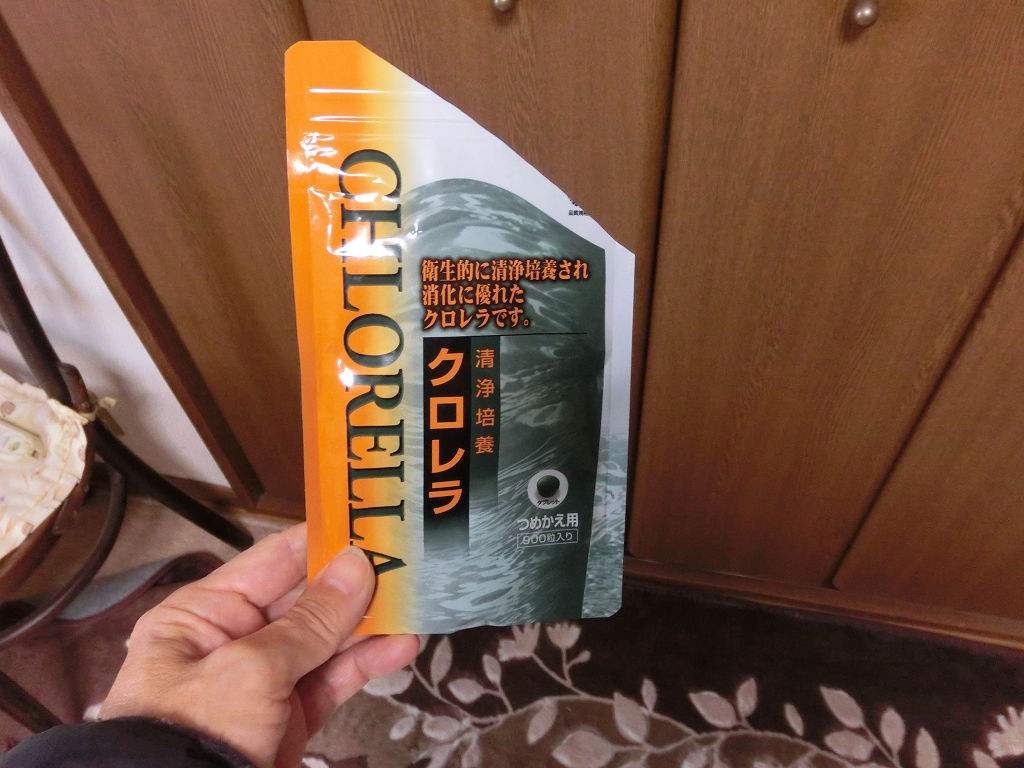 CHLORELLA
衛生的に清浄培養され
消化に優れた
クロレラです。
清浄培養
クロレラ
タブレット
つめかえ用
900粒入り